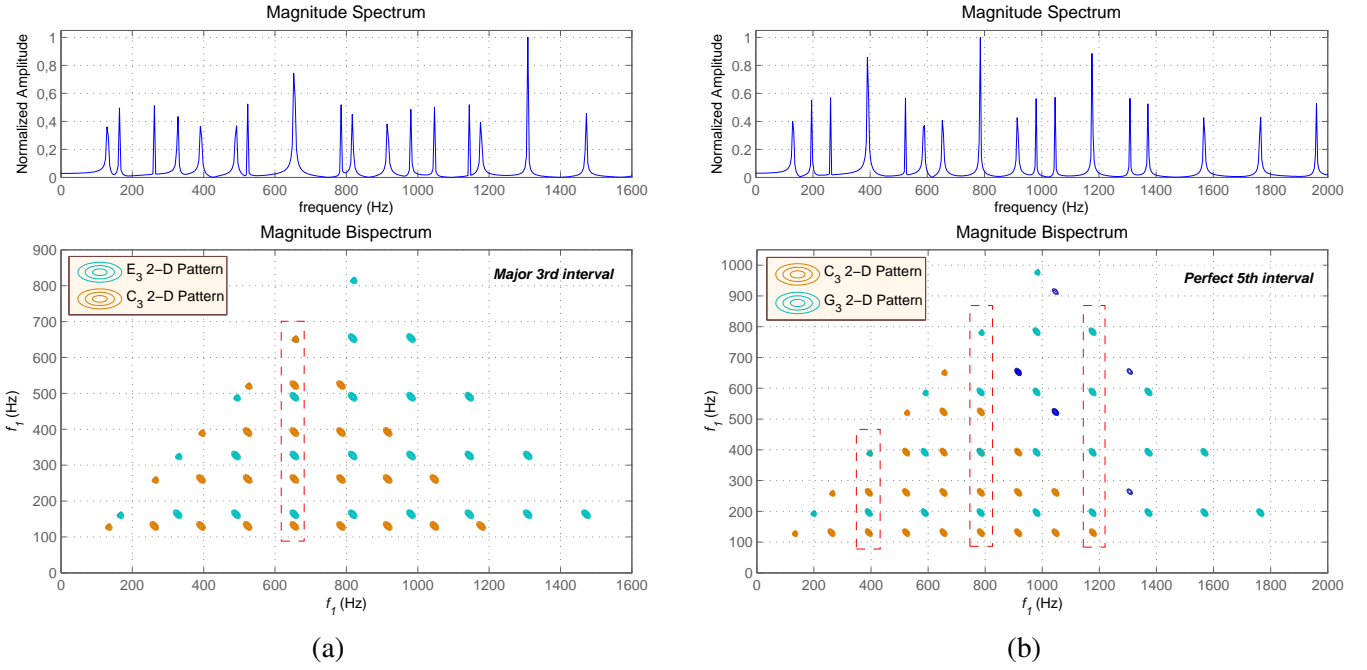 Magnitude Spectrum
Normalized Amplitude
1
0,8
0,6
0,4
0,2
0
0 200 400 600 800 1000 1200 1400 1600
frequency (Hz)
Magnitude Bispectrum
E3 2-D Pattern
C3 2-D Pattern
Major 3rd interval
f1 (Hz)
900
800
700
600
500
400
300
200
100
0
0 200 400 600 800 1000 1200 1400 1600
f1 (Hz)
(a)
Magnitude Spectrum
Normalized Amplitude
1
0,8
0,6
0,4
0,2
0
0 200 400 600 800 1000 1200 1400 1600 1800 2000
frequency (Hz)
Magnitude Bispectrum
C3 2-D Pattern
G3 2-D Pattern
Perfect 5th interval
f1 (Hz)
1000
900
800
700
600
500
400
300
200
100
0
0 200 400 600 800 1000 1200 1400 1600 1800 2000
f1 (Hz)
(b)